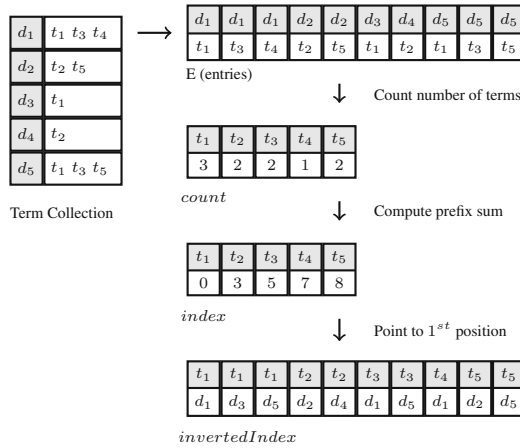 d₁ t₁ t₃ t₄
d₂ t₂ t₅
d₃ t₁
d₄ t₂
d₅ t₁ t₃ t₅
Term Collection
d₁ d₁ d₁ d₂ d₂ d₃ d₄ d₅ d₅ d₅
t₁ t₃ t₄ t₂ t₅ t₁ t₂ t₁ t₃ t₅
E (entries)
Count number of terms
t₁ t₂ t₃ t₄ t₅
3 2 2 1 2
count
Compute prefix sum
t₁ t₂ t₃ t₄ t₅
0 3 5 7 8
index
Point to 1ˢᵗ position
t₁ t₁ t₁ t₂ t₂ t₃ t₃ t₄ t₅ t₅
d₁ d₃ d₅ d₂ d₄ d₁ d₅ d₁ d₂ d₅
invertedIndex